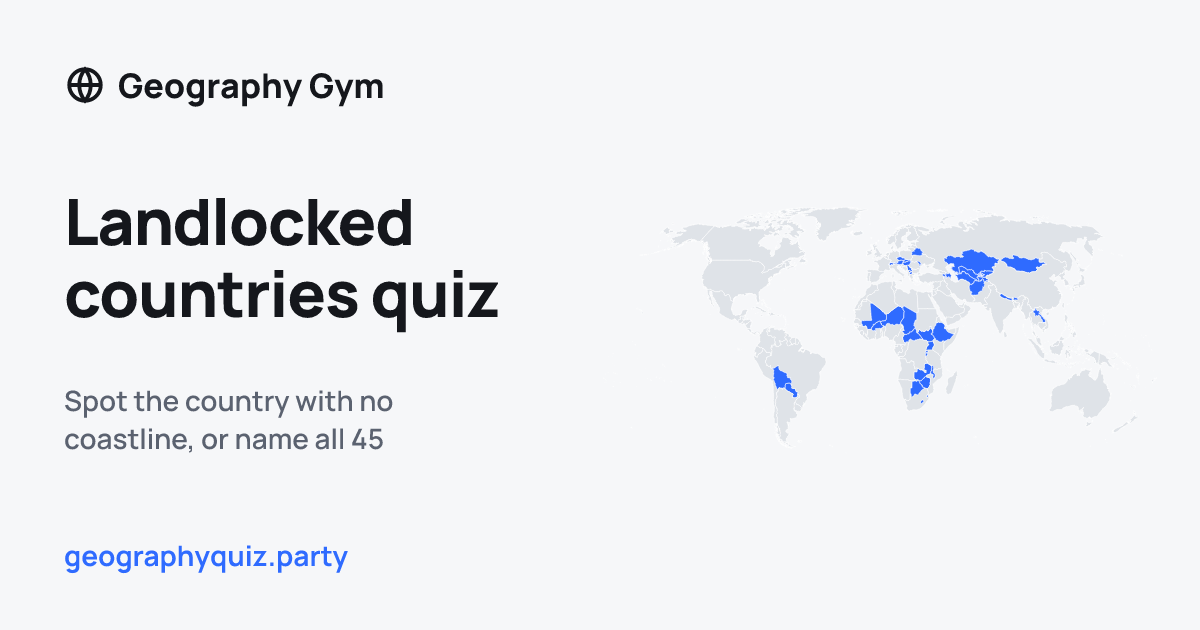 Geography Gym
Landlocked
countries quiz
Spot the country with no
coastline, or name all 45
geographyquiz.party